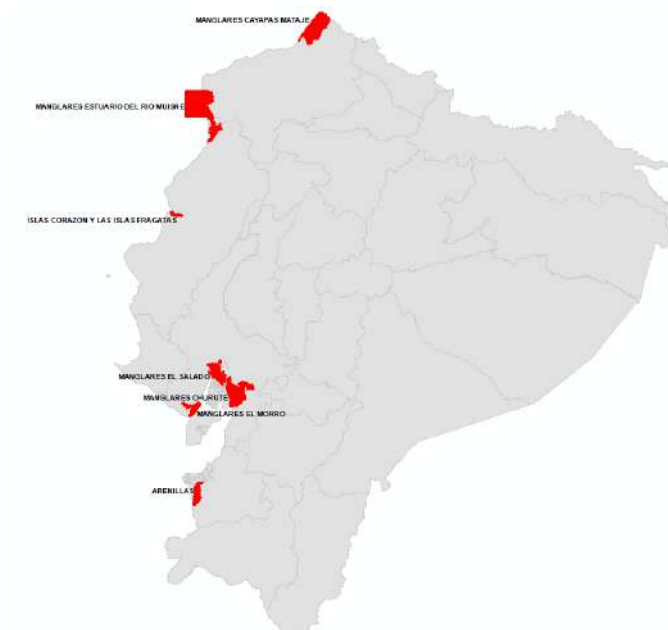 MANGLARES CAYAPAS MATAJE
MANGLARES ESTUARIO DEL RIO MUISNE
ISLAS CORAZON Y LAS ISLAS FRAGATAS
MANGLARES EL SALADO
MANGLARES CHURUTE
MANGLARES EL MORRO
ARENILLAS